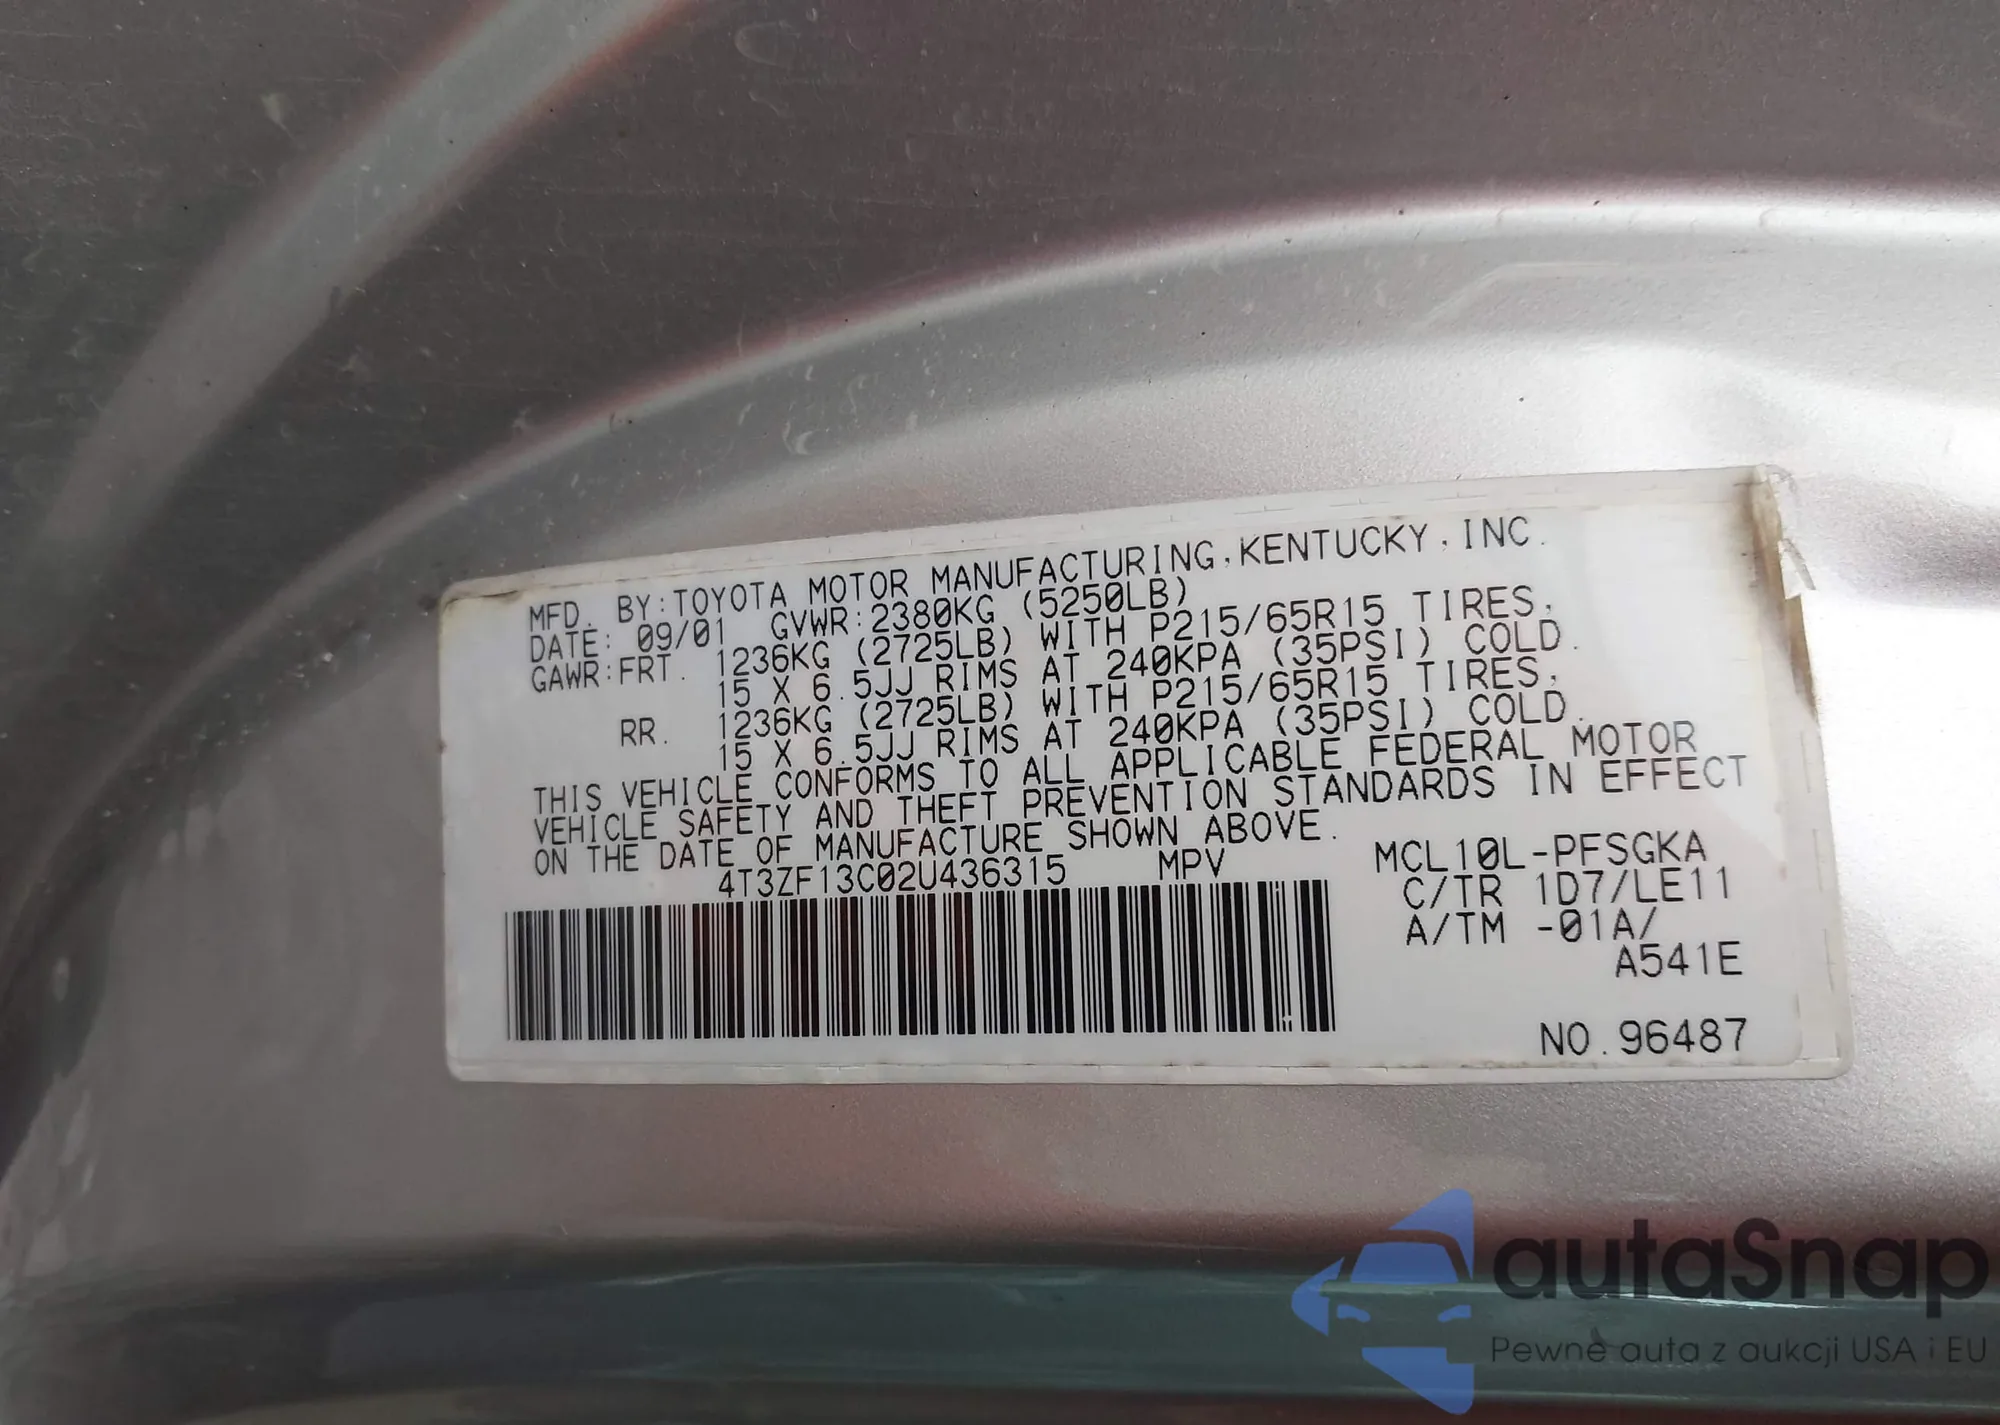 MFD. BY:TOYOTA MOTOR MANUFACTURING,KENTUCKY,INC.
DATE: 09/01 GVWR:2380KG (5250LB)
GAWR:FRT. 1236KG (2725LB) WITH P215/65R15 TIRES,
15 X 6.5JJ RIMS AT 240KPA (35PSI) COLD.
RR. 1236KG (2725LB) WITH P215/65R15 TIRES,
15 X 6.5JJ RIMS AT 240KPA (35PSI) COLD.
THIS VEHICLE CONFORMS TO ALL APPLICABLE FEDERAL MOTOR
VEHICLE SAFETY AND THEFT PREVENTION STANDARDS IN EFFECT
ON THE DATE OF MANUFACTURE SHOWN ABOVE.
4T3ZF13C02U436315 MPV MCL10L-PFSGKA
C/TR 1D7/LE11
A/TM -01A/
A541E
NO.96487
autaSnap
Pewne auta z aukcji USA i EU